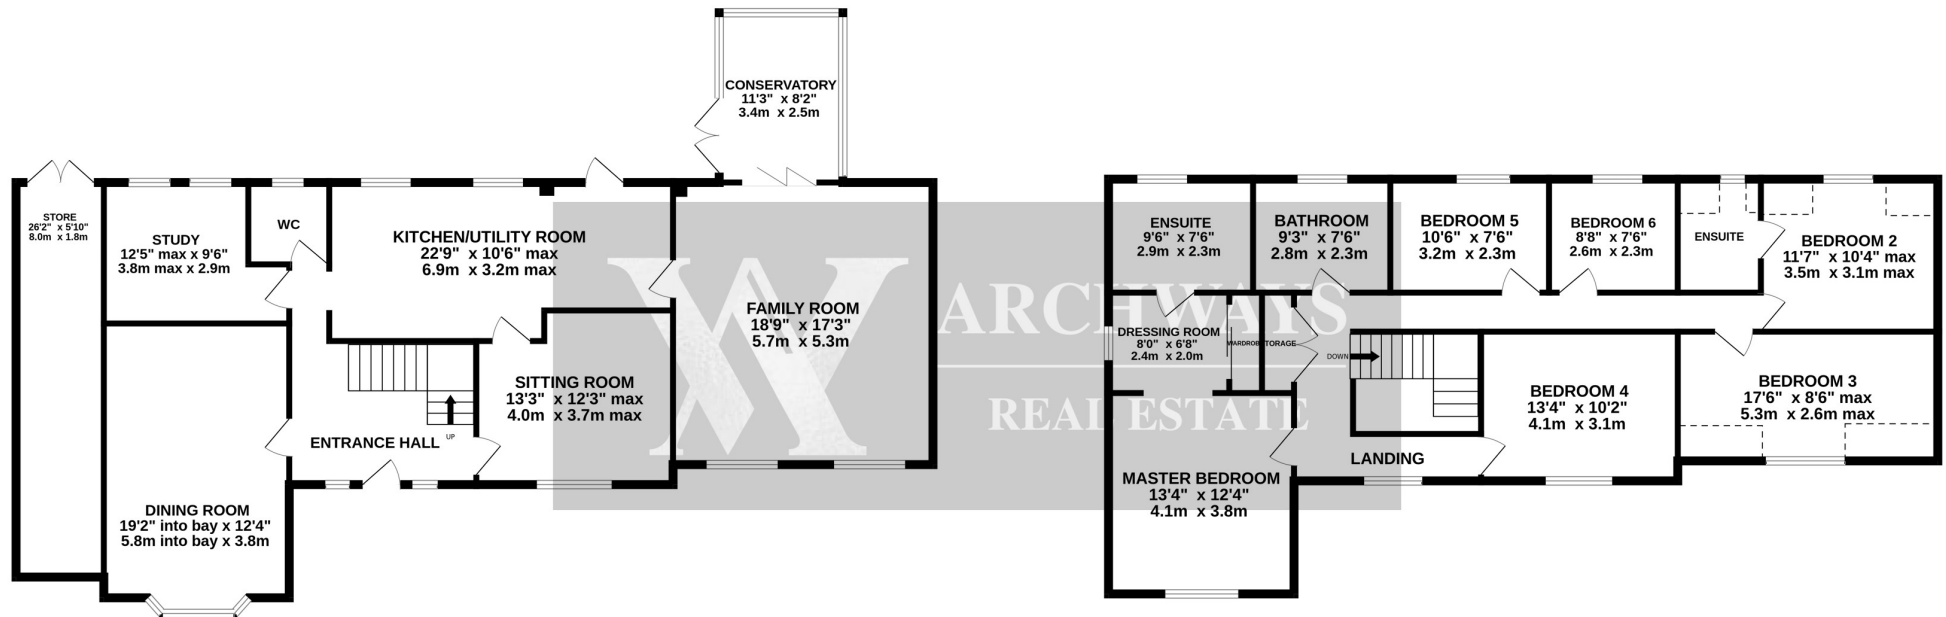 CONSERVATORY
11'3" x 8'2"
3.4m x 2.5m
STORE
26'2" x 5'10"
8.0m x 1.8m
STUDY
12'5" max x 9'6"
3.8m max x 2.9m
WC
KITCHEN/UTILITY ROOM
22'9" x 10'6" max
6.9m x 3.2m max
FAMILY ROOM
18'9" x 17'3"
5.7m x 5.3m
SITTING ROOM
13'3" x 12'3" max
4.0m x 3.7m max
ENTRANCE HALL
UP
DINING ROOM
19'2" into bay x 12'4"
5.8m into bay x 3.8m
ARCHWAYS
REAL ESTATE
ENSUITE
9'6" x 7'6"
2.9m x 2.3m
BATHROOM
9'3" x 7'6"
2.8m x 2.3m
BEDROOM 5
10'6" x 7'6"
3.2m x 2.3m
BEDROOM 6
8'8" x 7'6"
2.6m x 2.3m
ENSUITE
BEDROOM 2
11'7" x 10'4" max
3.5m x 3.1m max
DRESSING ROOM
8'0" x 6'8"
2.4m x 2.0m
WARDROBE
STORAGE
DOWN
BEDROOM 4
13'4" x 10'2"
4.1m x 3.1m
BEDROOM 3
17'6" x 8'6" max
5.3m x 2.6m max
LANDING
MASTER BEDROOM
13'4" x 12'4"
4.1m x 3.8m